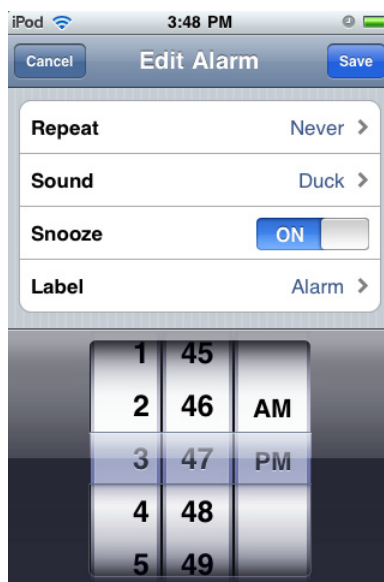 iPod 3:48 PM
Cancel Edit Alarm Save
Repeat Never
Sound Duck
Snooze ON
Label Alarm
1 45
2 46 AM
3 47 PM
4 48
5 49